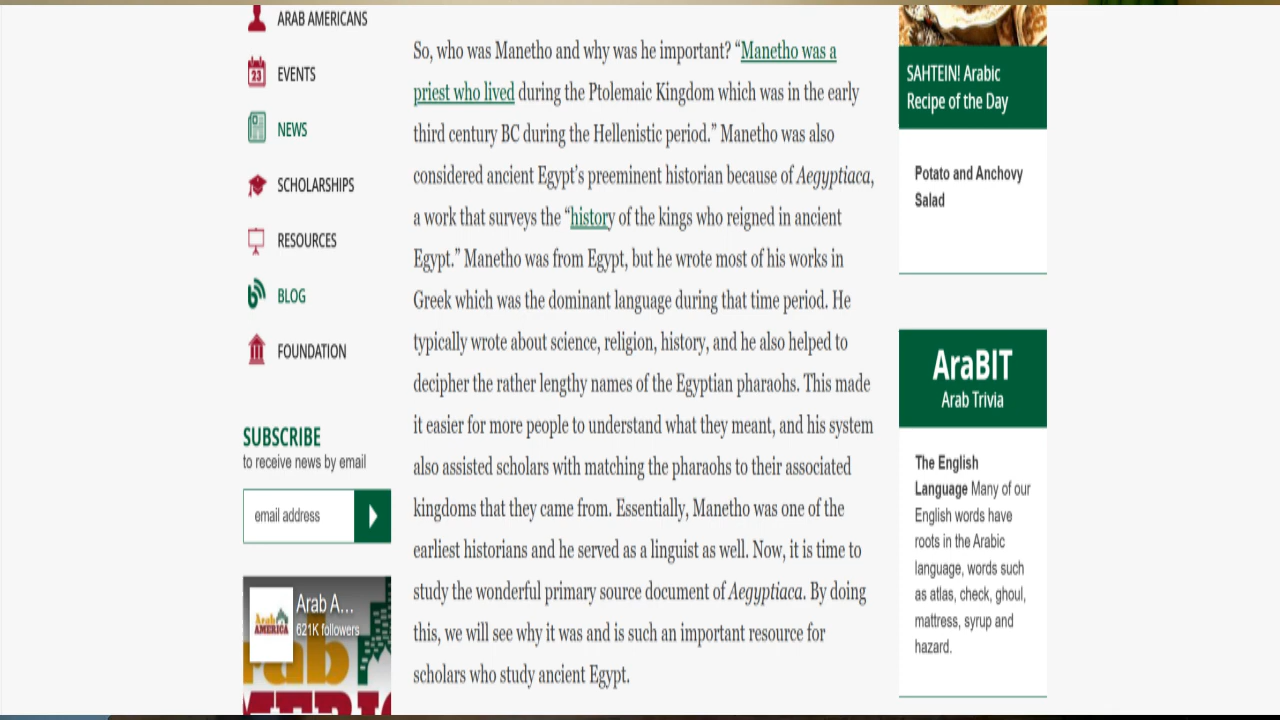 ARAB AMERICANS
EVENTS
23
NEWS
SCHOLARSHIPS
RESOURCES
BLOG
FOUNDATION
SUBSCRIBE
to receive news by email
email address
Arab A...
621K followers
Arab
AMERICA
rab
MERIC
So, who was Manetho and why was he important? “Manetho was a
priest who lived during the Ptolemaic Kingdom which was in the early
third century BC during the Hellenistic period.” Manetho was also
considered ancient Egypt’s preeminent historian because of Aegyptiaca,
a work that surveys the “history of the kings who reigned in ancient
Egypt.” Manetho was from Egypt, but he wrote most of his works in
Greek which was the dominant language during that time period. He
typically wrote about science, religion, history, and he also helped to
decipher the rather lengthy names of the Egyptian pharaohs. This made
it easier for more people to understand what they meant, and his system
also assisted scholars with matching the pharaohs to their associated
kingdoms that they came from. Essentially, Manetho was one of the
earliest historians and he served as a linguist as well. Now, it is time to
study the wonderful primary source document of Aegyptiaca. By doing
this, we will see why it was and is such an important resource for
scholars who study ancient Egypt.
SAHTEIN! Arabic
Recipe of the Day
Potato and Anchovy
Salad
AraBIT
Arab Trivia
The English
Language Many of our
English words have
roots in the Arabic
language, words such
as atlas, check, ghoul,
mattress, syrup and
hazard.